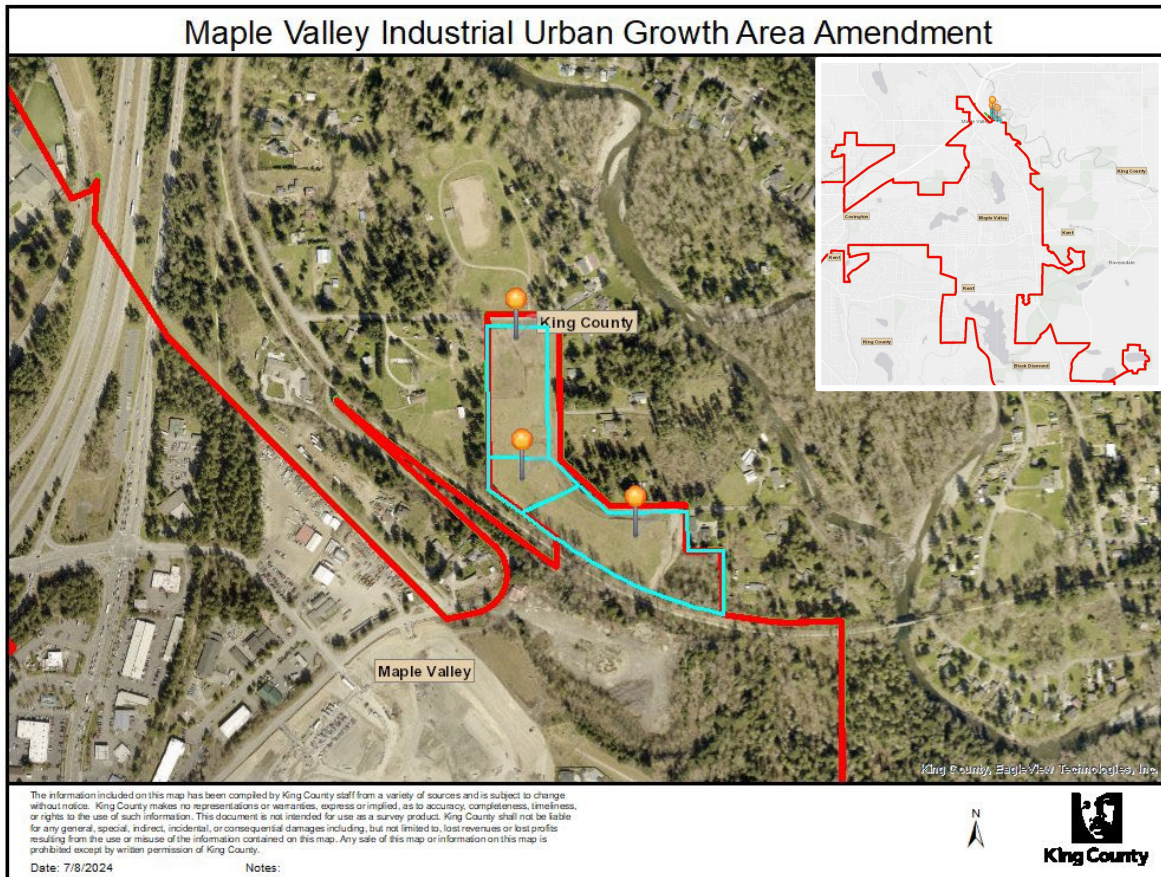 Maple Valley Industrial Urban Growth Area Amendment
King County
Maple Valley
King County, EagleView Technologies, Inc.
King County
Covington
Maple Valley
Kent
Kent
Ravensdale
Kent
King County
Black Diamond
The information included on this map has been compiled by King County staff from a variety of sources and is subject to change
without notice. King County makes no representations or warranties, express or implied, as to accuracy, completeness, timeliness,
or rights to the use of such information. This document is not intended for use as a survey product. King County shall not be liable
for any general, special, indirect, incidental, or consequential damages including, but not limited to, lost revenues or lost profits
resulting from the use or misuse of the information contained on this map. Any sale of this map or information on this map is
prohibited except by written permission of King County.
Date: 7/8/2024 Notes:
N
King County